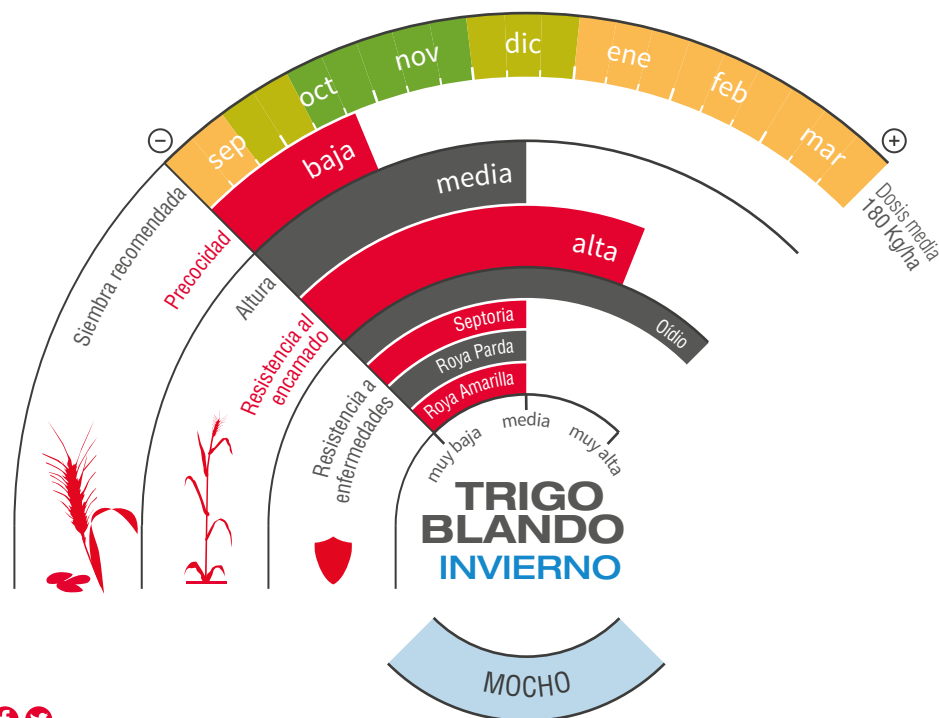 sep
oct
nov
dic
ene
feb
mar
−
+
Siembra recomendada
Dosis media
180 Kg/ha
Precocidad
baja
Altura
media
Resistencia al
encamado
alta
Resistencia a
enfermedades
Oídio
Septoria
Roya Parda
Roya Amarilla
muy baja
media
muy alta
TRIGO
BLANDO
INVIERNO
MOCHO